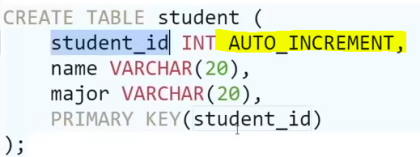 CREATE TABLE student (
student_id INT AUTO_INCREMENT,
name VARCHAR(20),
major VARCHAR(20),
PRIMARY KEY(student_id)
);